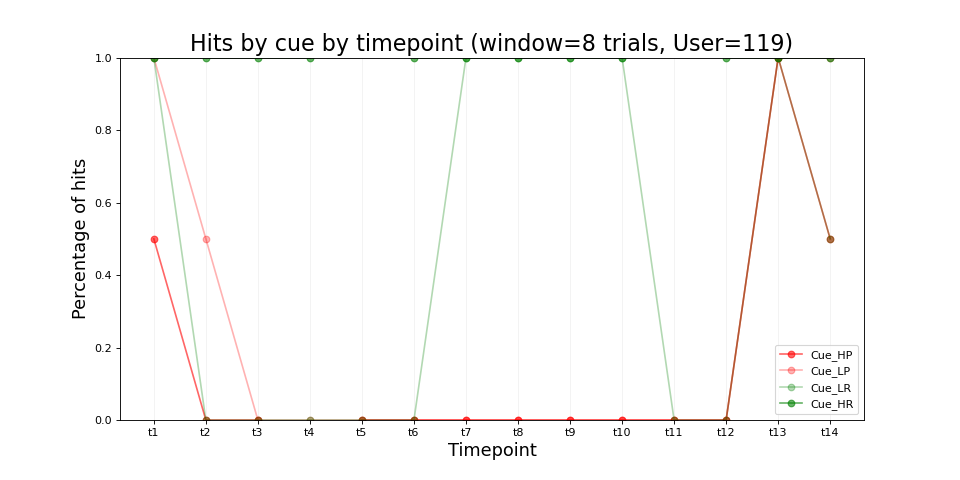 Hits by cue by timepoint (window=8 trials, User=119)
Percentage of hits
1.0
0.8
0.6
0.4
0.2
0.0
t1 t2 t3 t4 t5 t6 t7 t8 t9 t10 t11 t12 t13 t14
Timepoint
Cue_HP
Cue_LP
Cue_LR
Cue_HR